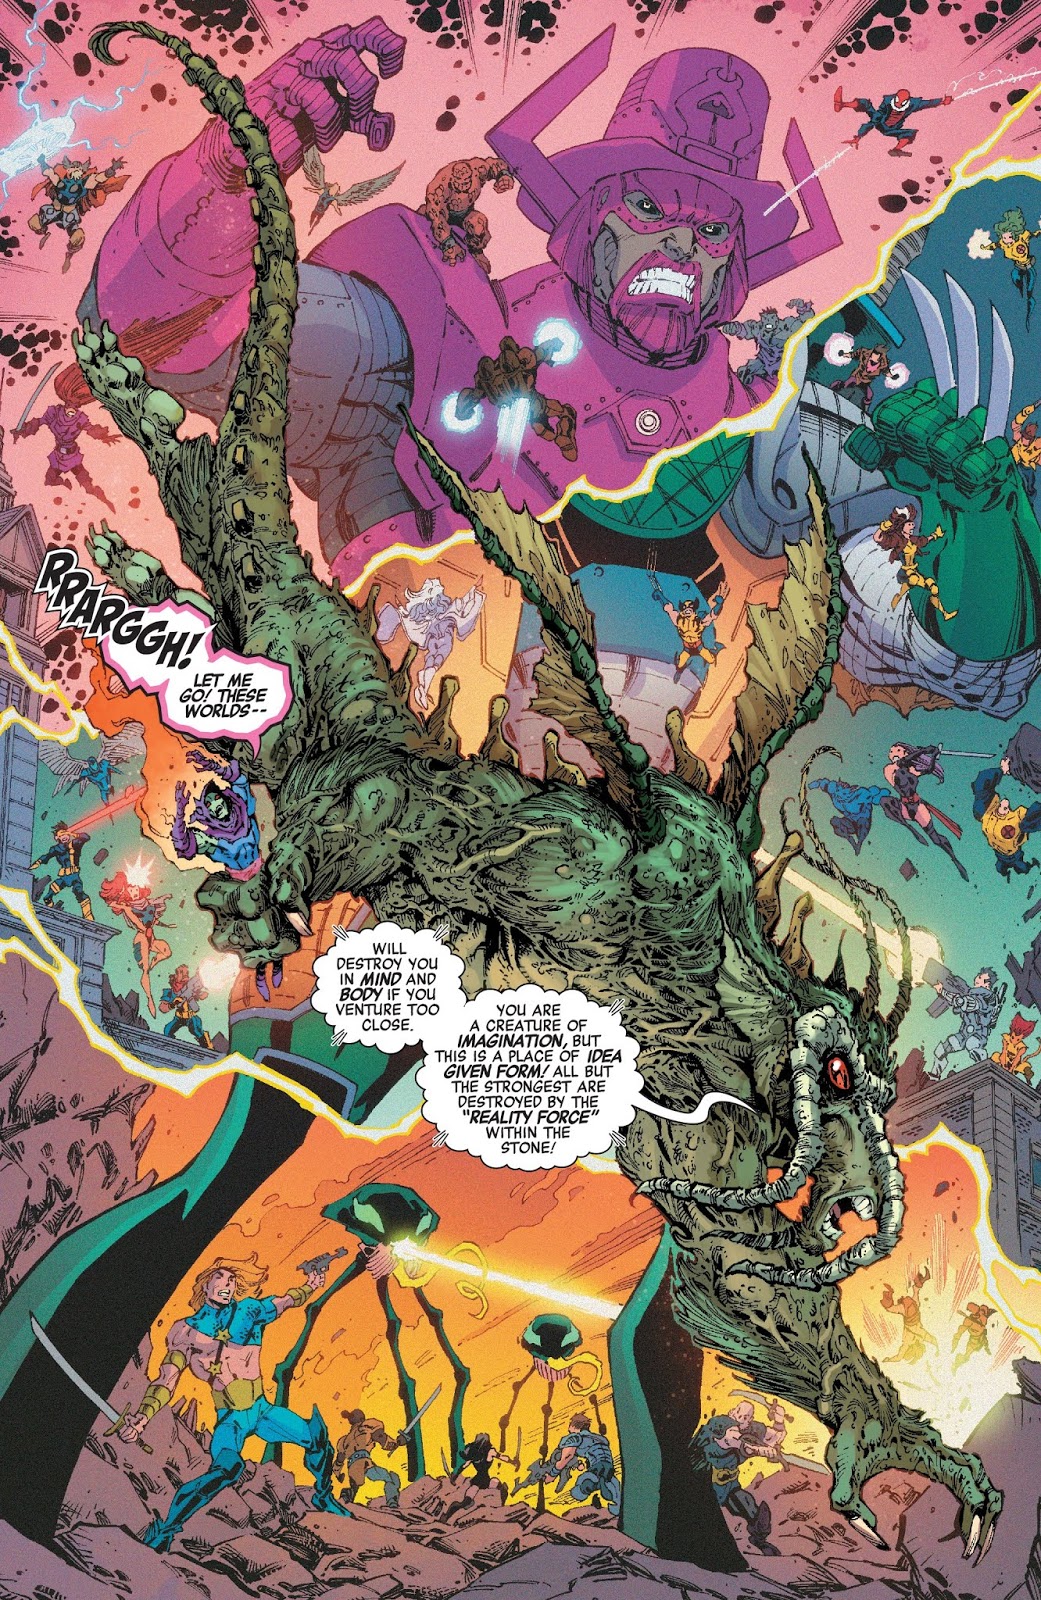 RRRARGGH!
LET ME
GO! THESE
WORLDS--
WILL
DESTROY YOU
IN MIND AND
BODY IF YOU
VENTURE TOO
CLOSE.
YOU ARE
A CREATURE OF
IMAGINATION, BUT
THIS IS A PLACE OF IDEA
GIVEN FORM! ALL BUT
THE STRONGEST ARE
DESTROYED BY THE
"REALITY FORCE"
WITHIN THE
STONE!